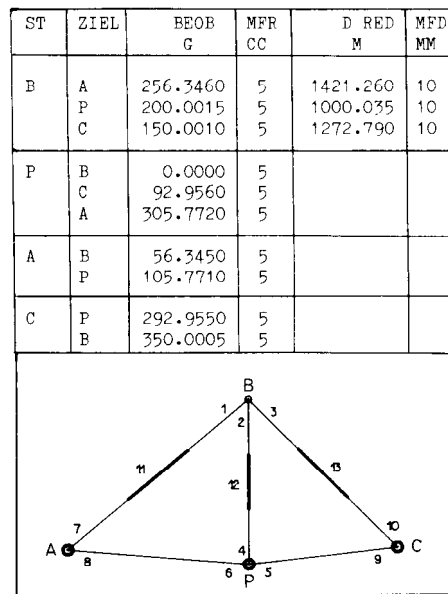 ST ZIEL BEOB MFR D RED MFD
G CC M MM
B A 256.3460 5 1421.260 10
P 200.0015 5 1000.035 10
C 150.0010 5 1272.790 10
P B 0.0000 5
C 92.9560 5
A 305.7720 5
A B 56.3450 5
P 105.7710 5
C P 292.9550 5
B 350.0005 5
B
1 2 3
11 12 13
7 4 10
A 8 6 5 9 C
P